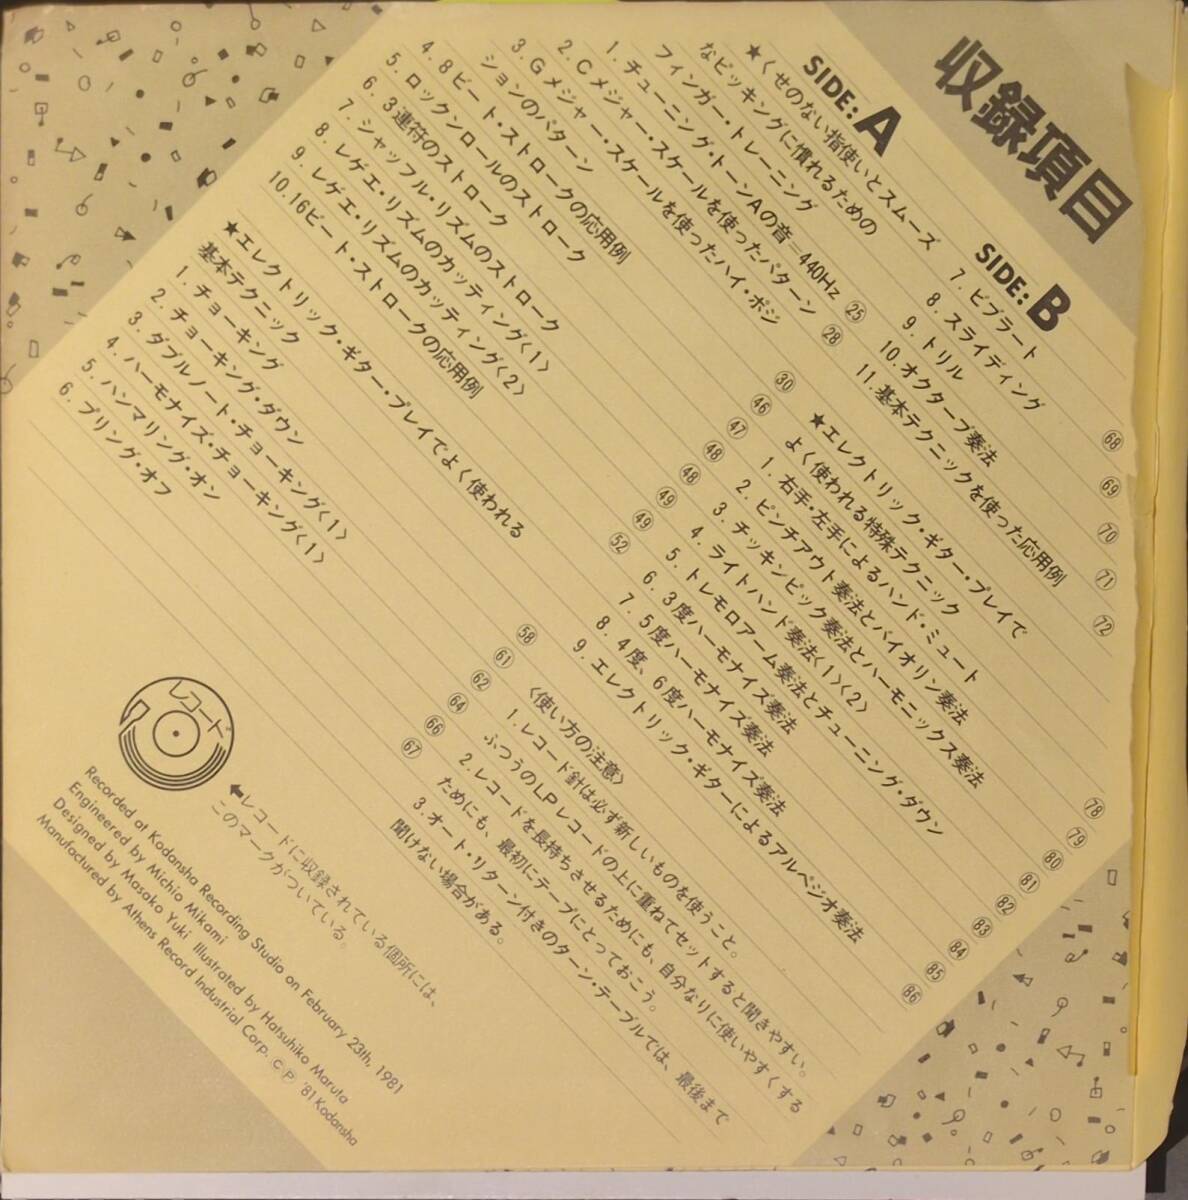 収録項目
SIDE: A
★くせのない指使いとスムーズ
なピッキングに慣れるための
フィンガー・トレーニング
1. チューニング・トーンAの音=440Hz ㉕
2. Cメジャー・スケールを使ったパターン ㉘
3. Gメジャー・スケールを使ったハイ・ポジ
ションのパターン ㉚
4. 8ビート・ストロークの応用例 ㊻
5. ロックンロールのストローク ㊼
6. 3連符のストローク ㊽
7. シャッフル・リズムのストローク ㊽
8. レゲエ・リズムのカッティング〈1〉 ㊾
9. レゲエ・リズムのカッティング〈2〉 ㊾
10. 16ビート・ストロークの応用例 52
★エレクトリック・ギター・プレイでよく使われる
基本テクニック
1. チョーキング 58
2. チョーキング・ダウン 61
3. ダブルノート・チョーキング〈1〉 62
4. ハーモナイズ・チョーキング〈1〉 64
5. ハンマリング・オン 66
6. プリング・オフ 67
SIDE: B
7. ビブラート 68
8. スライディング 69
9. トリル 70
10. オクターブ奏法 71
11. 基本テクニックを使った応用例 72
★エレクトリック・ギター・プレイで
よく使われる特殊テクニック
1. 右手・左手によるハンド・ミュート 78
2. ピンチアウト奏法とバイオリン奏法 79
3. チッキンピック奏法とハーモニックス奏法 80
4. ライトハンド奏法〈1〉〈2〉 81
5. トレモロアーム奏法とチューニング・ダウン 82
6. 3度ハーモナイズ奏法 83
7. 5度ハーモナイズ奏法 84
8. 4度、6度ハーモナイズ奏法 85
9. エレクトリック・ギターによるアルペジオ奏法 86
〈使い方の注意〉
1. レコード針は必ず新しいものを使うこと。
ふつうのLPレコードの上に重ねてセットすると聞きやすい。
2. レコードを長持ちさせるためにも、自分なりに使いやすくする
ためにも、最初にテープにとっておこう。
3. オート・リターン付きのターン・テーブルでは、最後まで
聞けない場合がある。
レコード
←レコードに収録されている個所には、
このマークがついている。
Recorded at Kodansha Recording Studio on February 23th, 1981
Engineered by Michio Mikami
Designed by Masako Yuki Illustrated by Hatsuhiko Maruta
Manufactured by Athens Record Industrial Corp. Ⓒ Ⓟ '81 Kodansha